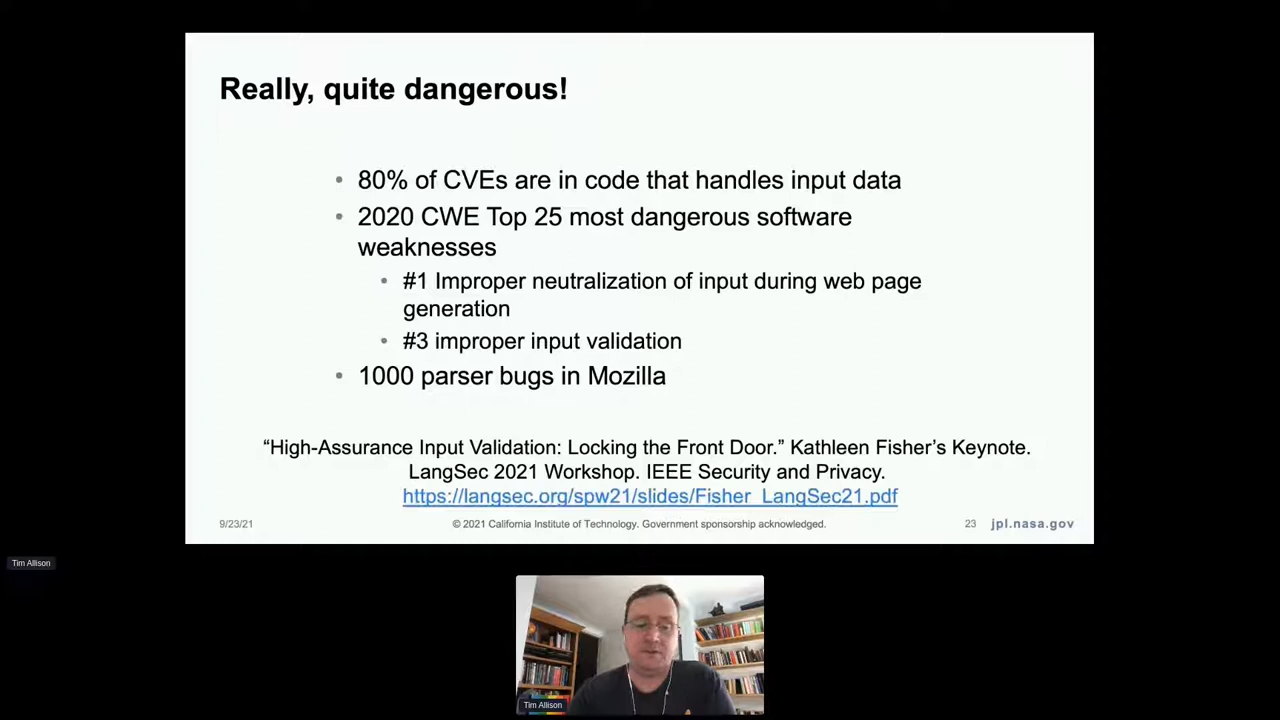 Really, quite dangerous!
• 80% of CVEs are in code that handles input data
• 2020 CWE Top 25 most dangerous software
weaknesses
• #1 Improper neutralization of input during web page
generation
• #3 improper input validation
• 1000 parser bugs in Mozilla
“High-Assurance Input Validation: Locking the Front Door.” Kathleen Fisher’s Keynote.
LangSec 2021 Workshop. IEEE Security and Privacy.
https://langsec.org/spw21/slides/Fisher_LangSec21.pdf
9/23/21 © 2021 California Institute of Technology. Government sponsorship acknowledged. 23 jpl.nasa.gov
Tim Allison
Tim Allison